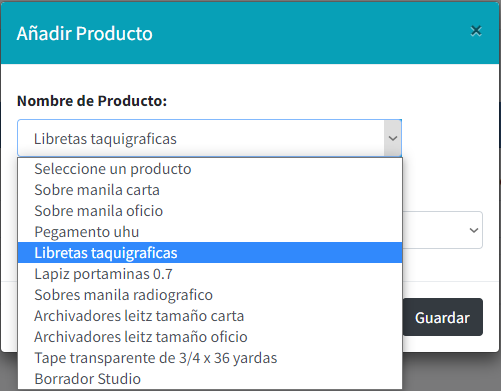 Añadir Producto
×
Nombre de Producto:
Libretas taquigraficas
Seleccione un producto
Sobre manila carta
Sobre manila oficio
Pegamento uhu
Libretas taquigraficas
Lapiz portaminas 0.7
Sobres manila radiografico
Archivadores leitz tamaño carta
Archivadores leitz tamaño oficio
Tape transparente de 3/4 x 36 yardas
Borrador Studio
Guardar